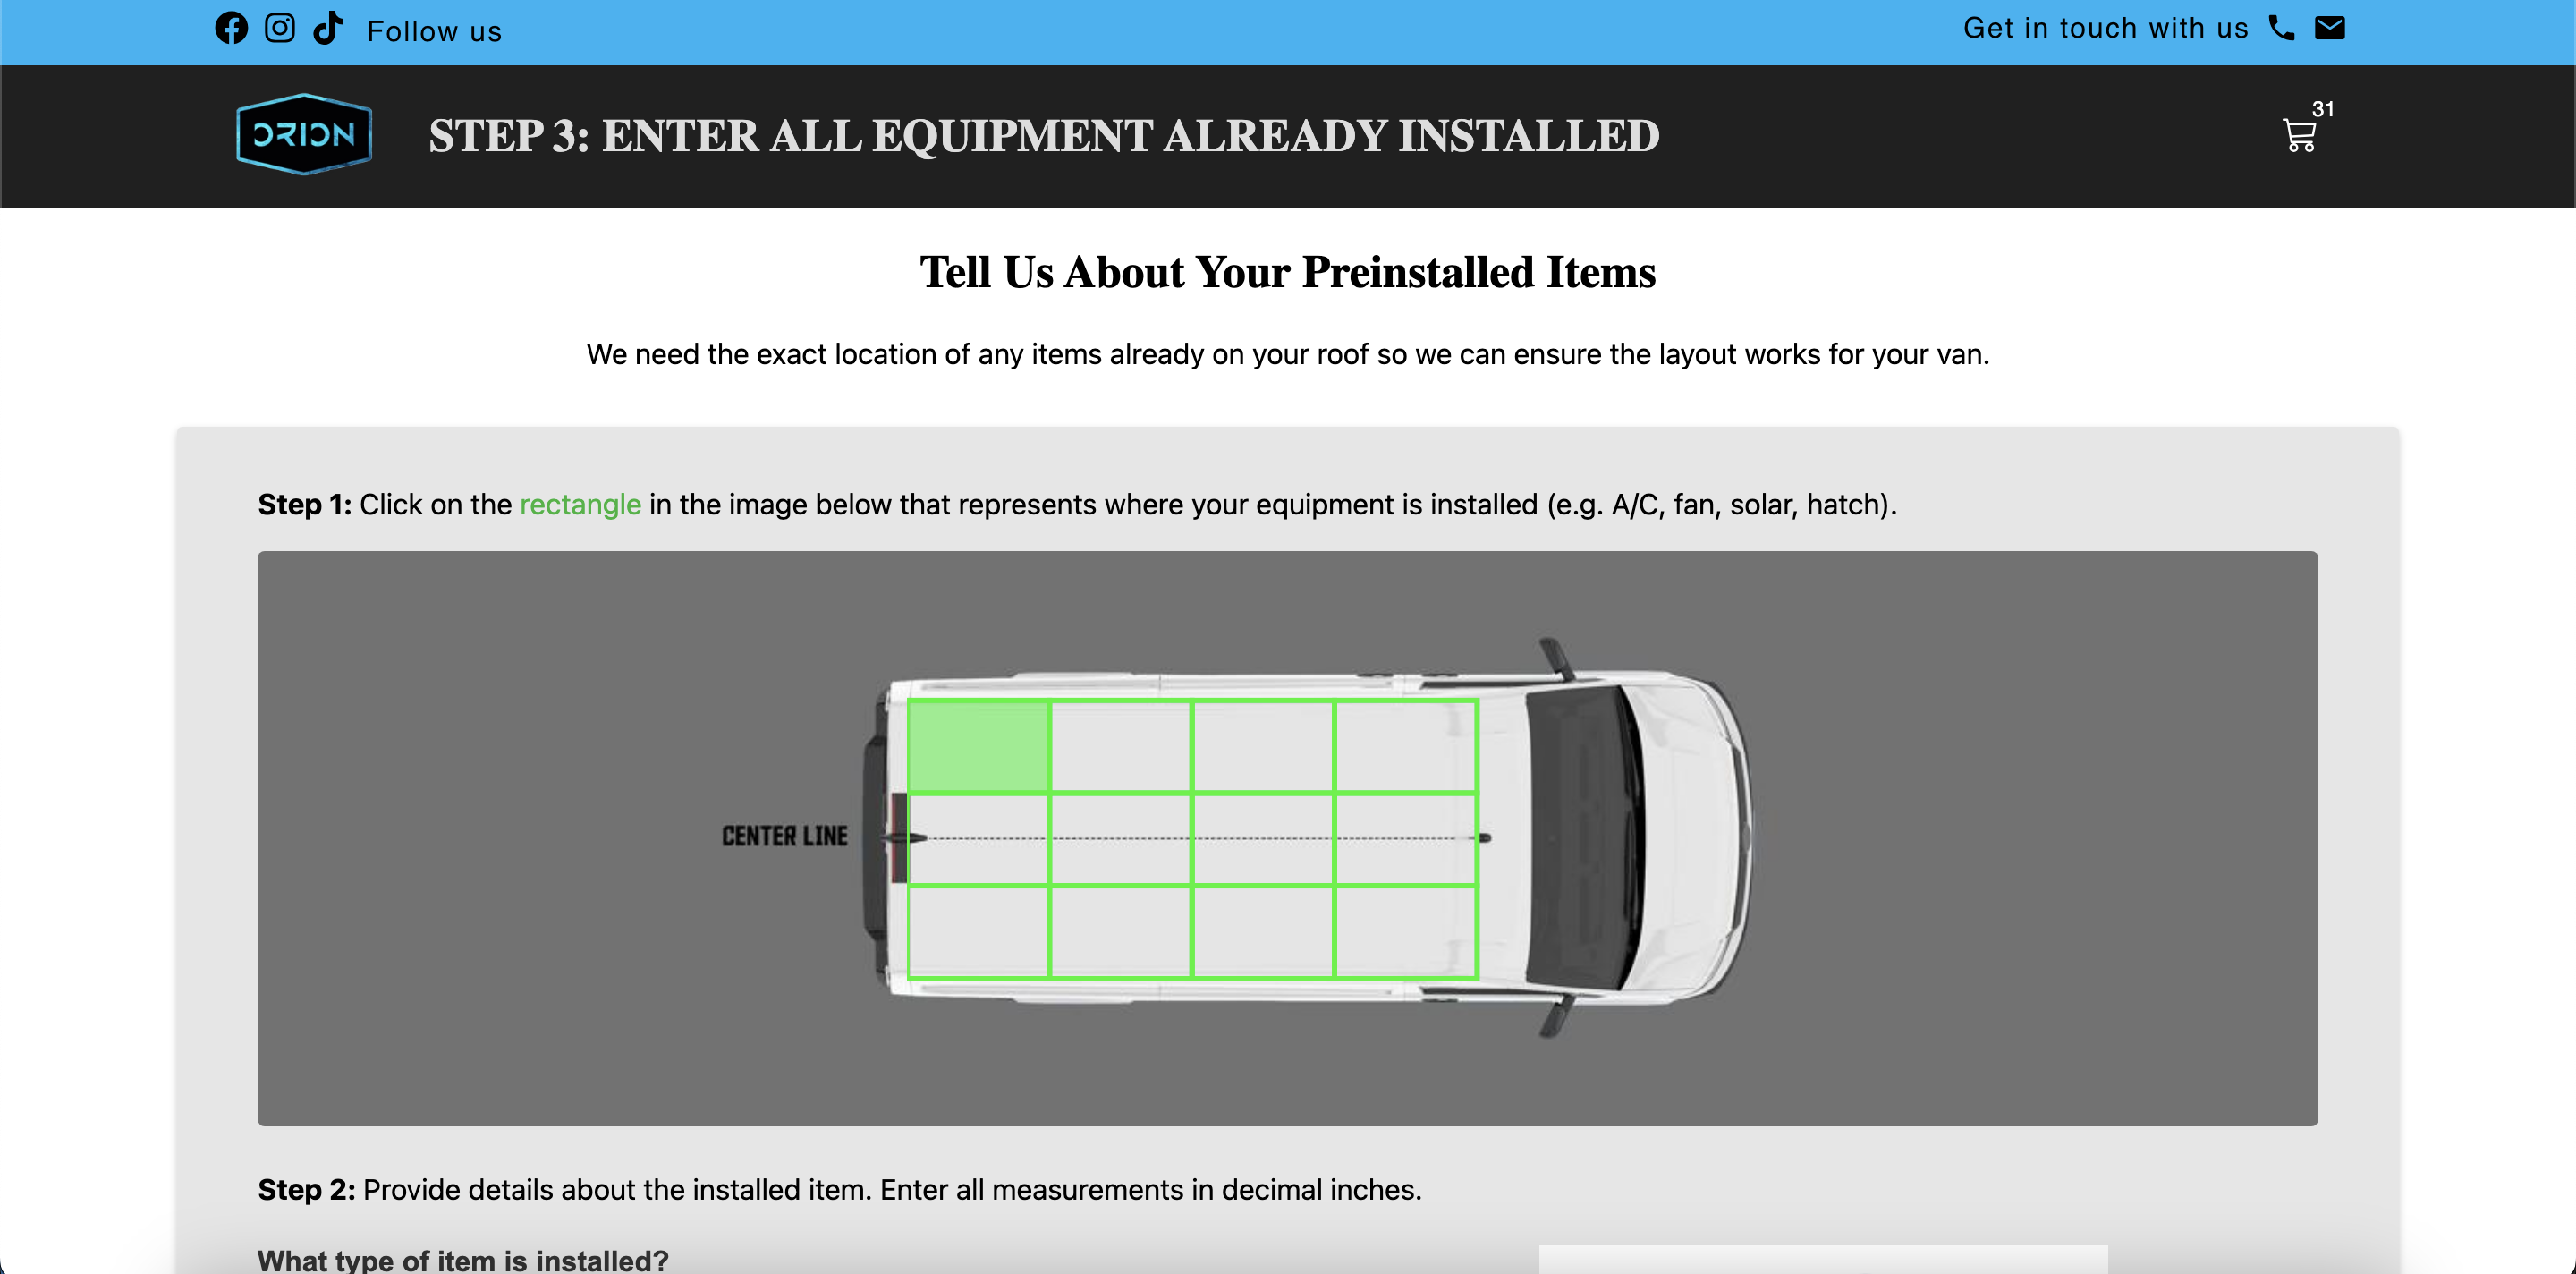 Follow us
Get in touch with us
31
ORION
STEP 3: ENTER ALL EQUIPMENT ALREADY INSTALLED
Tell Us About Your Preinstalled Items
We need the exact location of any items already on your roof so we can ensure the layout works for your van.
Step 1: Click on the rectangle in the image below that represents where your equipment is installed (e.g. A/C, fan, solar, hatch).
CENTER LINE
Step 2: Provide details about the installed item. Enter all measurements in decimal inches.
What type of item is installed?